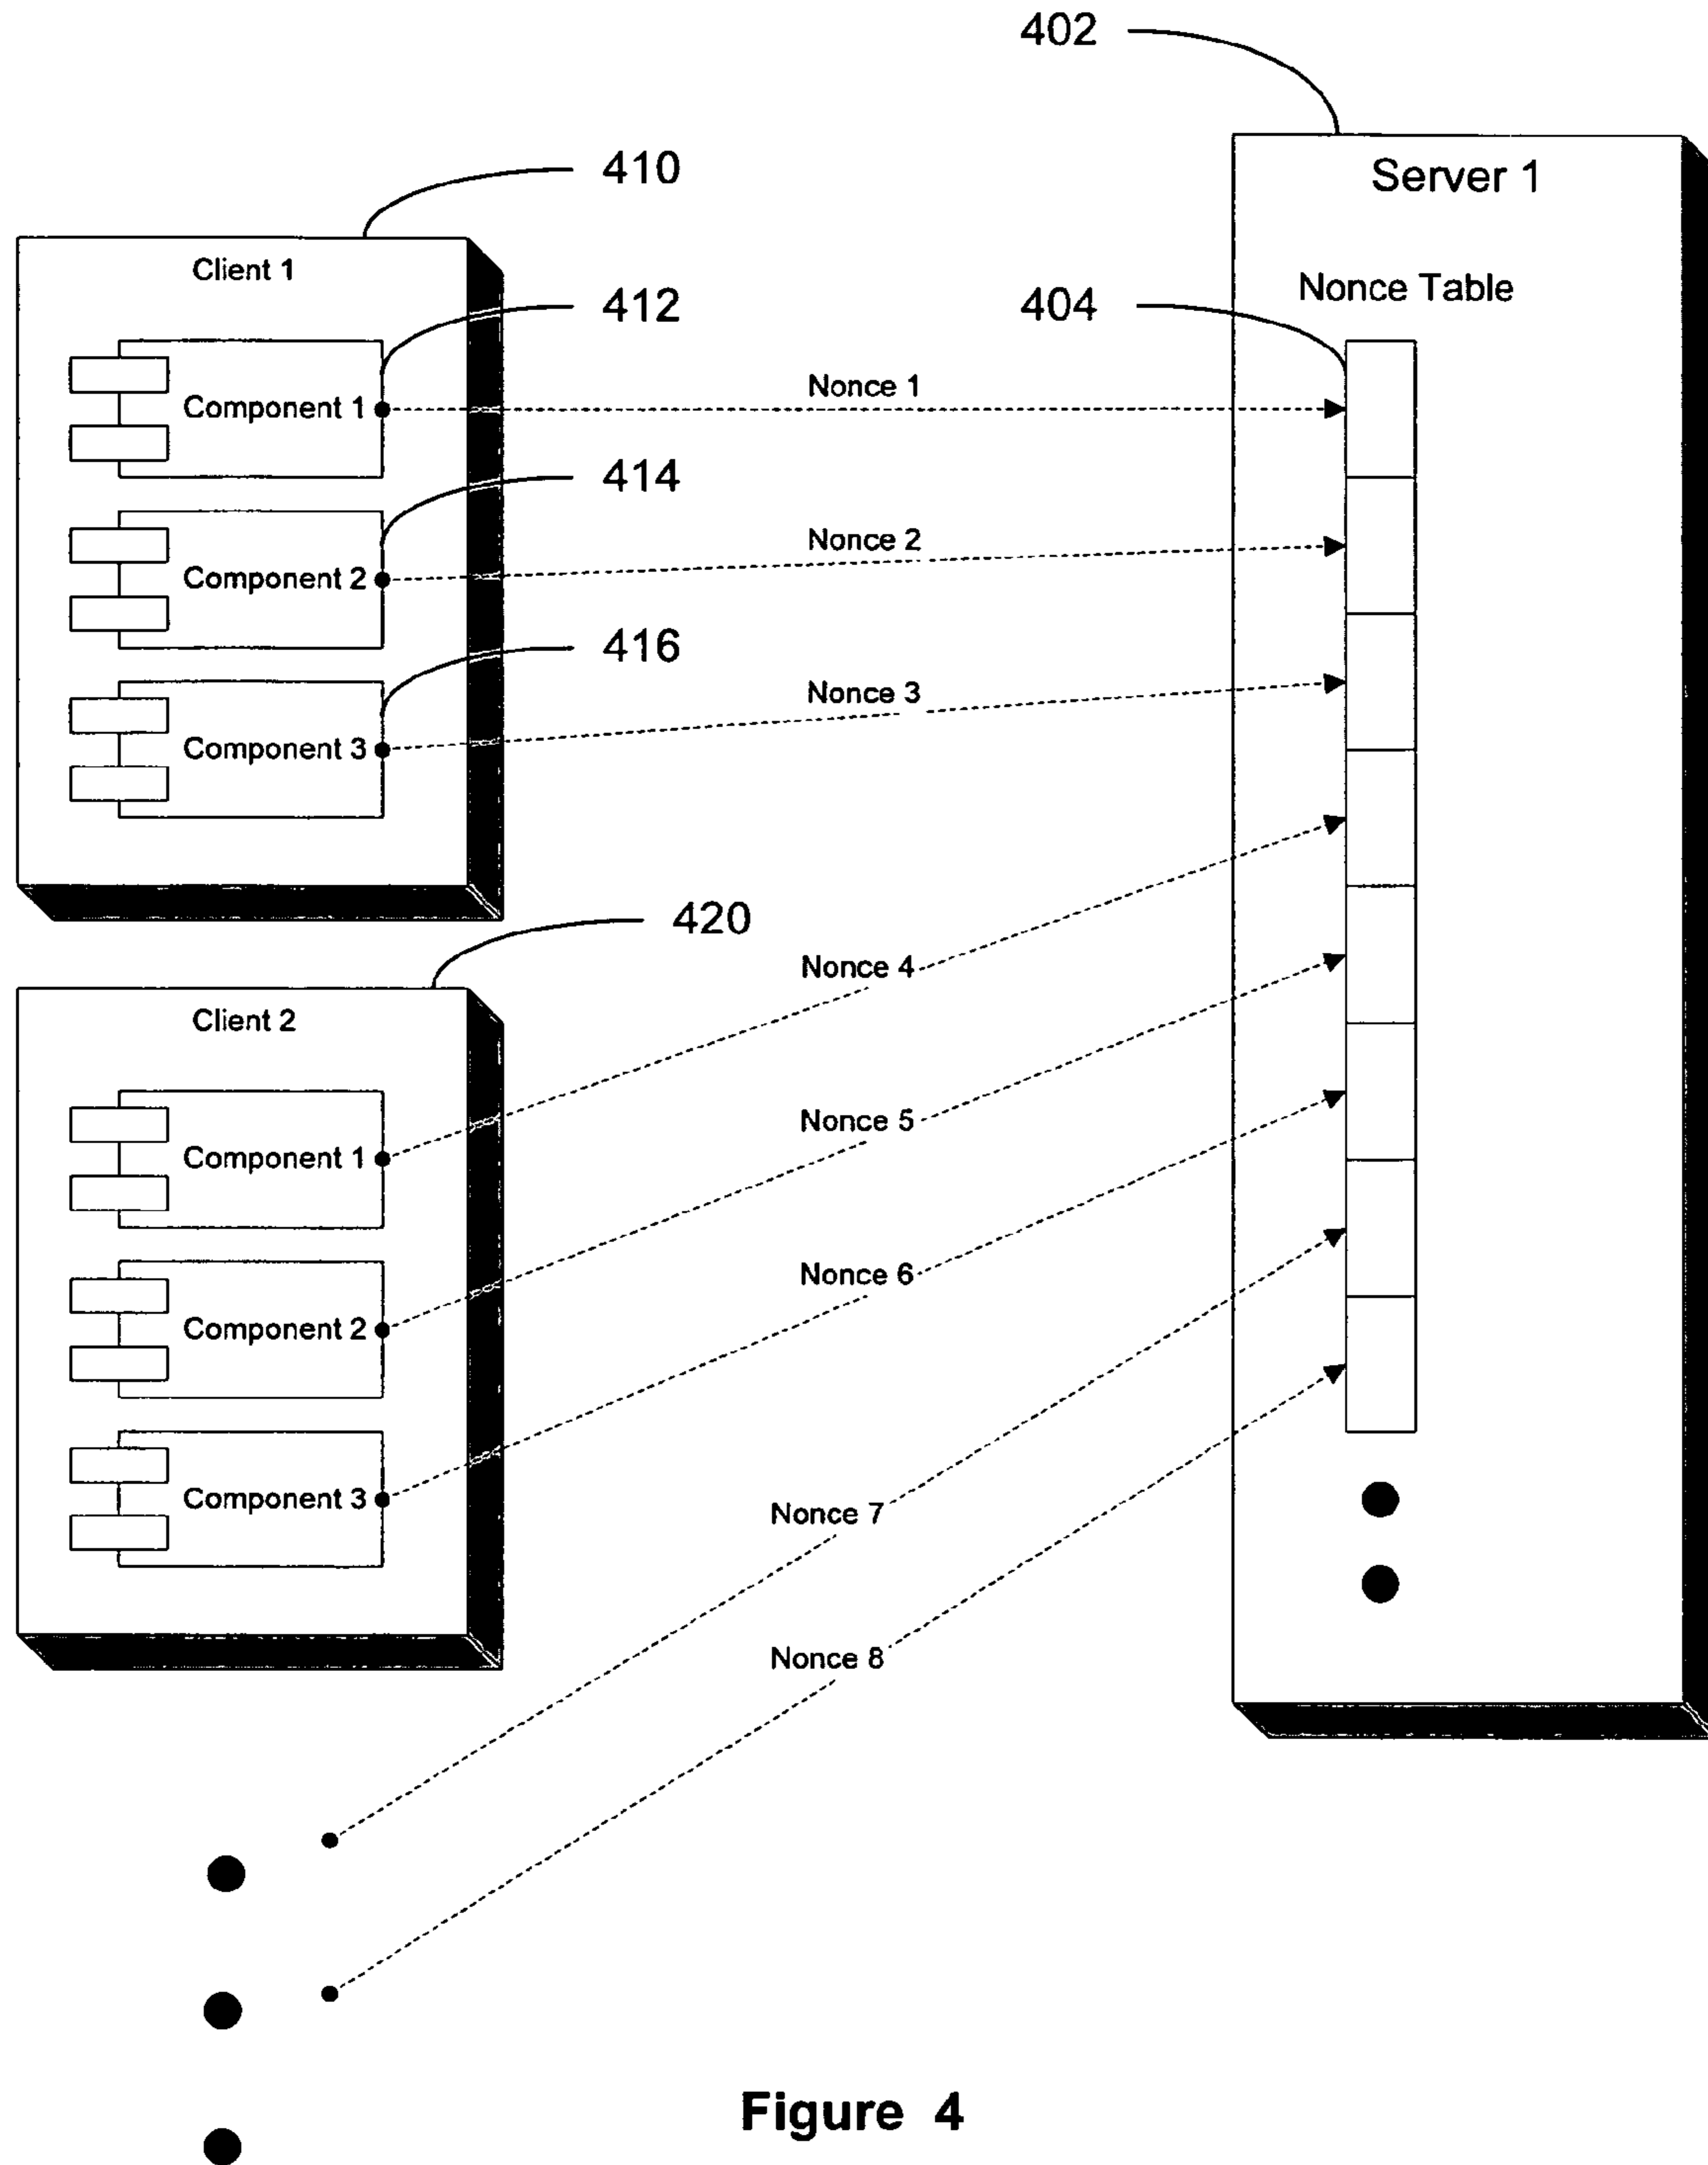 402
Server 1
410
Client 1
Nonce Table
412
404
Nonce 1
Component 1
414
Nonce 2
Component 2
416
Nonce 3
Component 3
420
Nonce 4
Client 2
Nonce 5
Component 1
Nonce 6
Component 2
Component 3
Nonce 7
Nonce 8
Figure 4